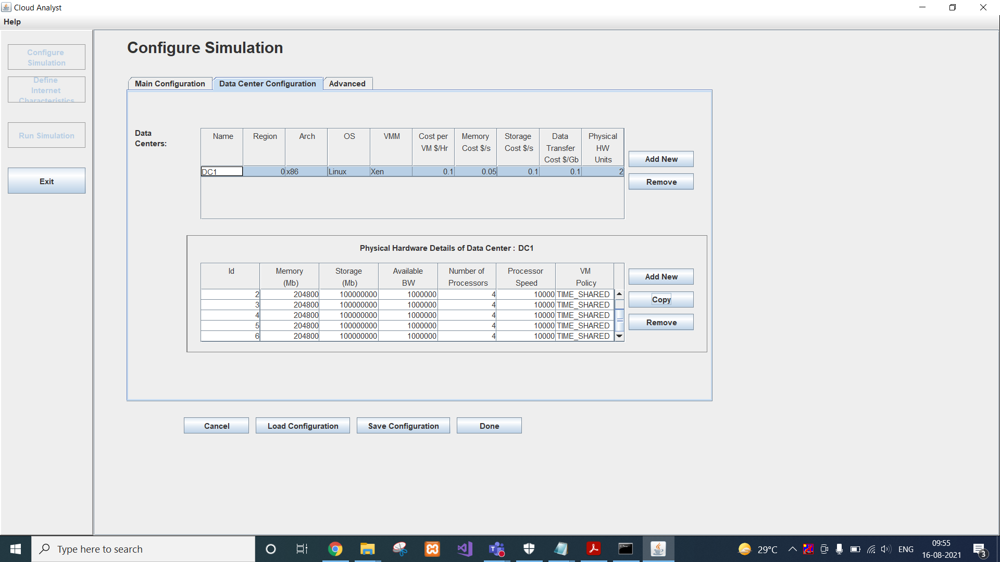 Cloud Analyst
Help
Configure
Simulation
Define
Internet
Characteristics
Run Simulation
Exit
Configure Simulation
Main Configuration Data Center Configuration Advanced
Data
Centers:
Name Region Arch OS VMM Cost per Memory Storage Data Physical
VM $/Hr Cost $/s Cost $/s Transfer HW
Cost $/Gb Units
DC1 0 x86 Linux Xen 0.1 0.05 0.1 0.1 2
Add New
Remove
Physical Hardware Details of Data Center : DC1
Id Memory Storage Available Number of Processor VM
(Mb) (Mb) BW Processors Speed Policy
2 204800 100000000 1000000 4 10000 TIME_SHARED
3 204800 100000000 1000000 4 10000 TIME_SHARED
4 204800 100000000 1000000 4 10000 TIME_SHARED
5 204800 100000000 1000000 4 10000 TIME_SHARED
6 204800 100000000 1000000 4 10000 TIME_SHARED
Add New
Copy
Remove
Cancel Load Configuration Save Configuration Done
Type here to search
29°C
ENG
09:55
16-08-2021
3